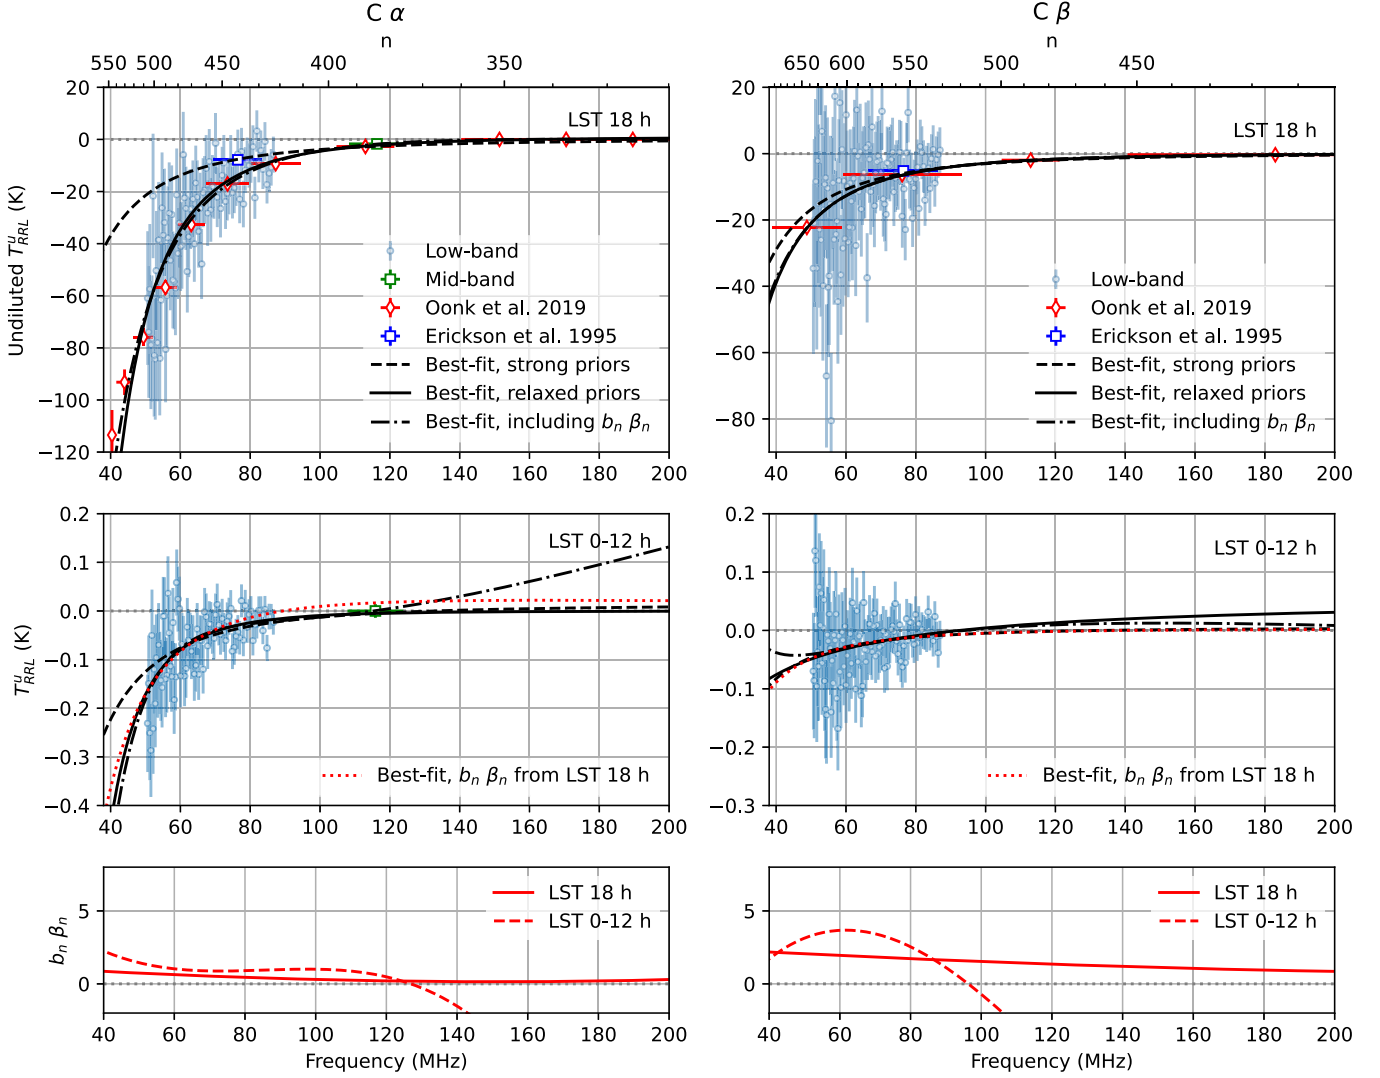 C α
C β
n
n
550 500 450 400 350
650 600 550 500 450
20
0
−20
−40
−60
−80
−100
−120
Undiluted T^u_RRL (K)
LST 18 h
Low-band
Mid-band
Oonk et al. 2019
Erickson et al. 1995
Best-fit, strong priors
Best-fit, relaxed priors
Best-fit, including b_n β_n
40 60 80 100 120 140 160 180 200
20
0
−20
−40
−60
−80
LST 18 h
Low-band
Oonk et al. 2019
Erickson et al. 1995
Best-fit, strong priors
Best-fit, relaxed priors
Best-fit, including b_n β_n
40 60 80 100 120 140 160 180 200
0.2
0.1
0.0
−0.1
−0.2
−0.3
−0.4
T^u_RRL (K)
LST 0-12 h
Best-fit, b_n β_n from LST 18 h
40 60 80 100 120 140 160 180 200
0.2
0.1
0.0
−0.1
−0.2
−0.3
LST 0-12 h
Best-fit, b_n β_n from LST 18 h
40 60 80 100 120 140 160 180 200
5
0
b_n β_n
LST 18 h
LST 0-12 h
40 60 80 100 120 140 160 180 200
Frequency (MHz)
5
0
LST 18 h
LST 0-12 h
40 60 80 100 120 140 160 180 200
Frequency (MHz)